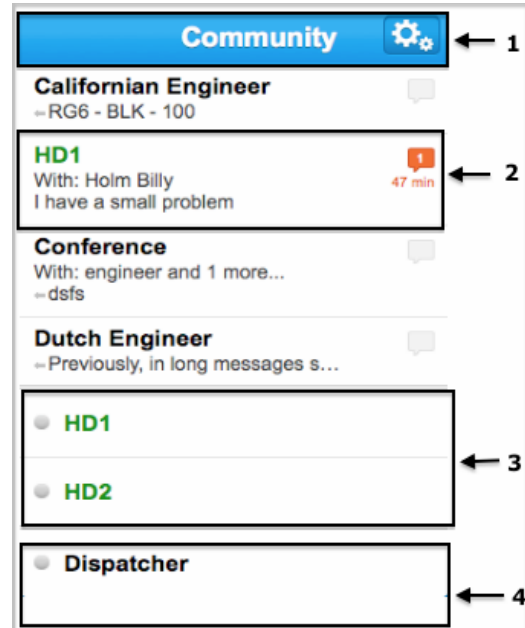 Community
1
Californian Engineer
←RG6 - BLK - 100
HD1
1
With: Holm Billy
47 min
2
I have a small problem
Conference
With: engineer and 1 more...
←dsfs
Dutch Engineer
←Previously, in long messages s...
HD1
3
HD2
Dispatcher
4